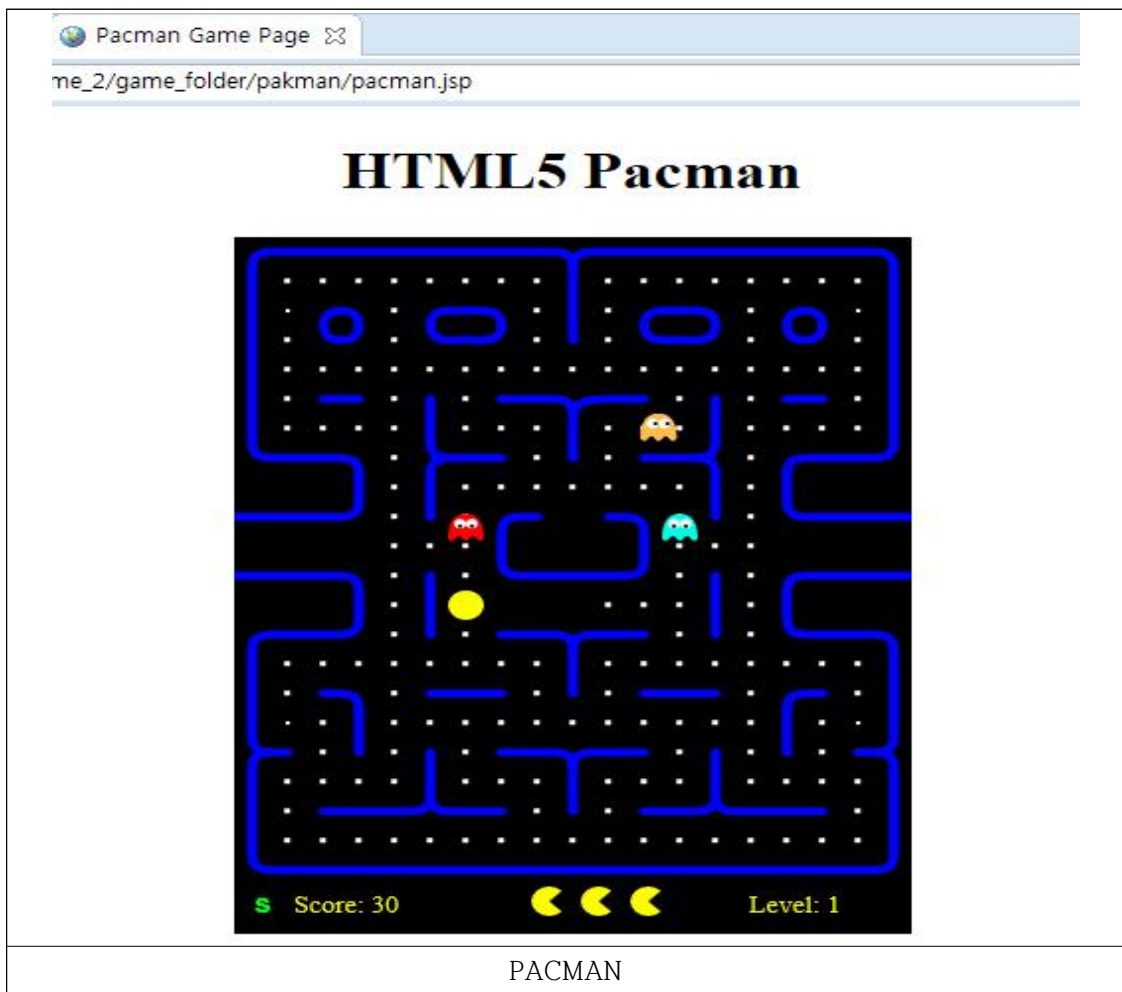 Pacman Game Page
me_2/game_folder/pakman/pacman.jsp
HTML5 Pacman
S Score: 30 Level: 1
PACMAN